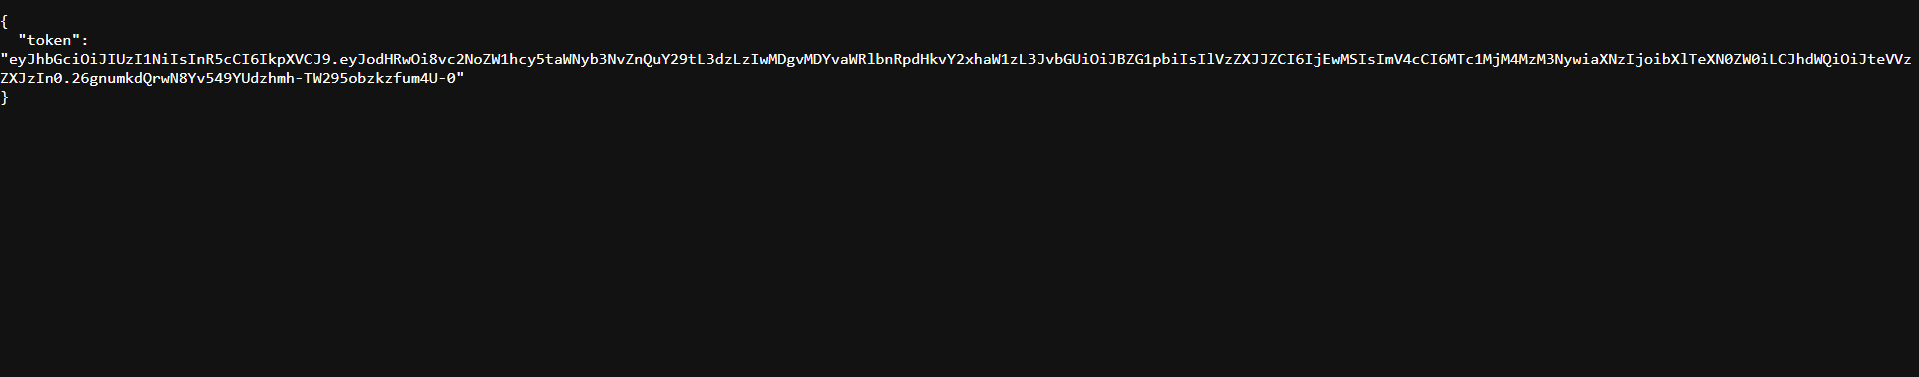 {
  "token":
"eyJhbGciOiJIUzI1NiIsInR5cCI6IkpXVCJ9.eyJodHRwOi8vc2NoZW1hcy5taWNyb3NvZnQuY29tL3dzLzIwMDgvMDYvaWRlbnRpdHkvY2xhaW1zL3JvbGUiOiJBZG1pbiIsIlVzZXJJZCI6IjEwMSIsImV4cCI6MTc1MjM4MzM3NywiaXNzIjoibXlTeXN0ZW0iLCJhdWQiOiJteVVz
ZXJzIn0.26gnumkdQrwN8Yv549YUdzhmh-TW295obzkzfum4U-0"
}